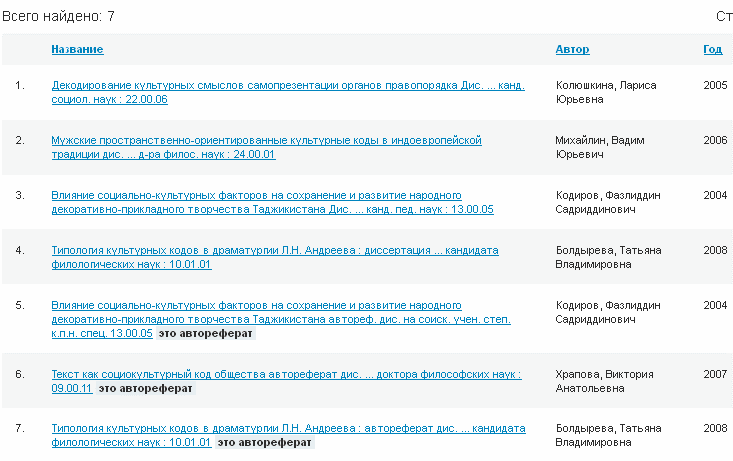 Всего найдено: 7 Ст
Название Автор Год
1. Декодирование культурных смыслов самопрезентации органов правопорядка Дис. ... канд. Колюшкина, Лариса 2005
социол. наук : 22.00.06 Юрьевна
2. Мужские пространственно-ориентированные культурные коды в индоевропейской Михайлин, Вадим 2006
традиции дис. ... д-ра филос. наук : 24.00.01 Юрьевич
3. Влияние социально-культурных факторов на сохранение и развитие народного Кодиров, Фазлиддин 2004
декоративно-прикладного творчества Таджикистана Дис. ... канд. пед. наук : 13.00.05 Садриддинович
4. Типология культурных кодов в драматургии Л.Н. Андреева : диссертация ... кандидата Болдырева, Татьяна 2008
филологических наук : 10.01.01 Владимировна
5. Влияние социально-культурных факторов на сохранение и развитие народного Кодиров, Фазлиддин 2004
декоративно-прикладного творчества Таджикистана автореф. дис. на соиск. учен. степ. Садриддинович
к.п.н. спец. 13.00.05 это автореферат
6. Текст как социокультурный код общества автореферат дис. ... доктора философских наук : Храпова, Виктория 2007
09.00.11 это автореферат Анатольевна
7. Типология культурных кодов в драматургии Л.Н. Андреева : автореферат дис. ... кандидата Болдырева, Татьяна 2008
филологических наук : 10.01.01 это автореферат Владимировна